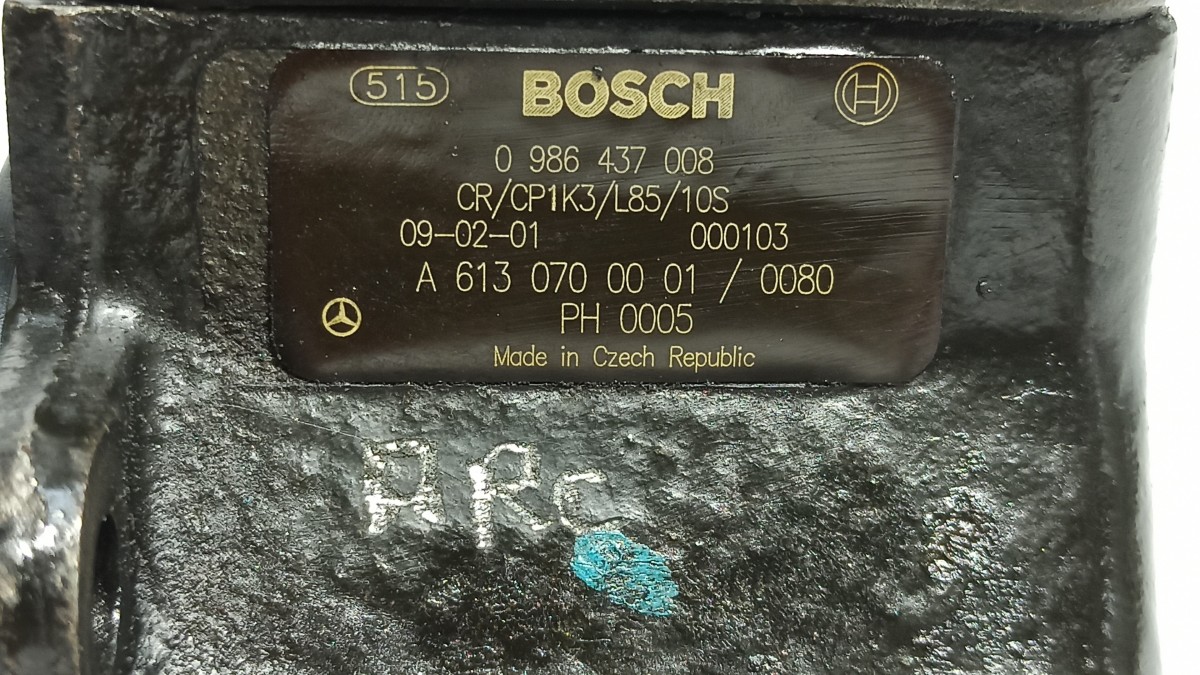 515 BOSCH
0 986 437 008
CR/CP1K3/L85/10S
09-02-01 000103
A 613 070 00 01 / 0080
PH 0005
Made in Czech Republic
ARC